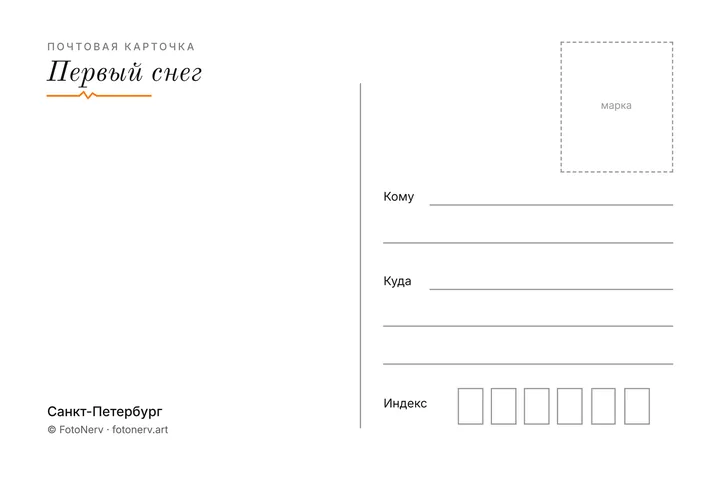 ПОЧТОВАЯ КАРТОЧКА
Первый снег
марка
Кому
Куда
Индекс
Санкт-Петербург
© FotoNerv · fotonerv.art